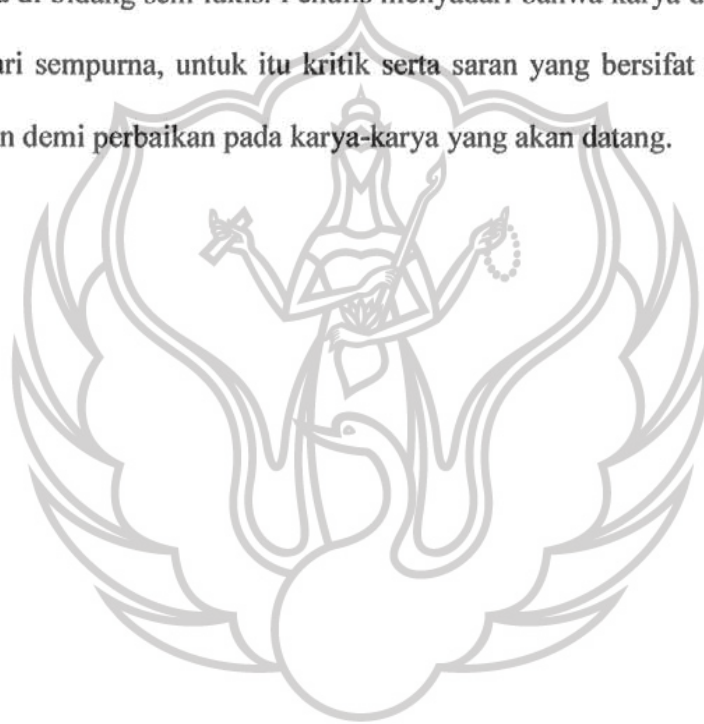 di bidang seni lukis. Penulis menyadari bahwa karya
sempurna, untuk itu kritik serta saran yang bersifat
demi perbaikan pada karya-karya yang akan datang.